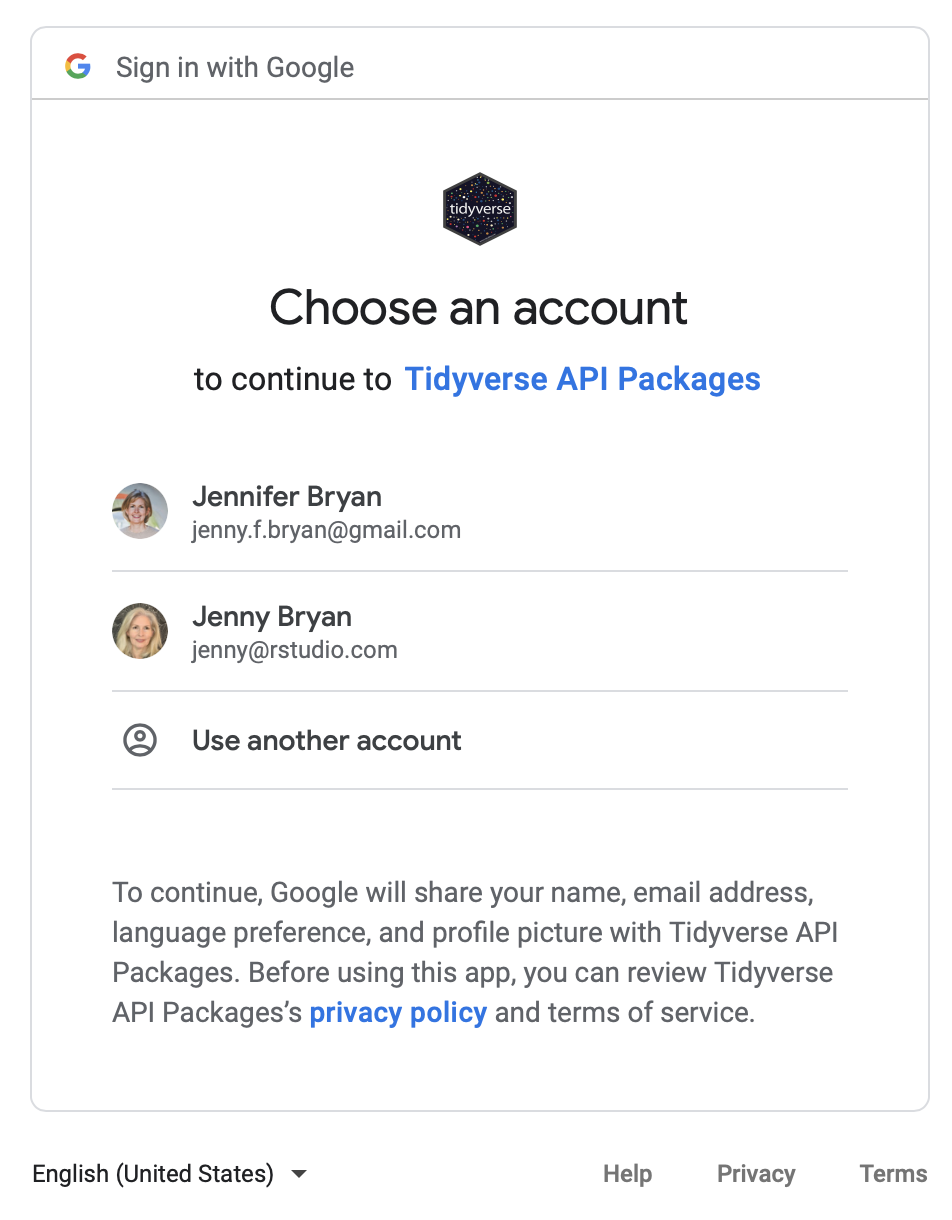 Sign in with Google
tidyverse
Choose an account
to continue to Tidyverse API Packages
Jennifer Bryan
jenny.f.bryan@gmail.com
Jenny Bryan
jenny@rstudio.com
Use another account
To continue, Google will share your name, email address,
language preference, and profile picture with Tidyverse API
Packages. Before using this app, you can review Tidyverse
API Packages’s privacy policy and terms of service.
English (United States) Help Privacy Terms